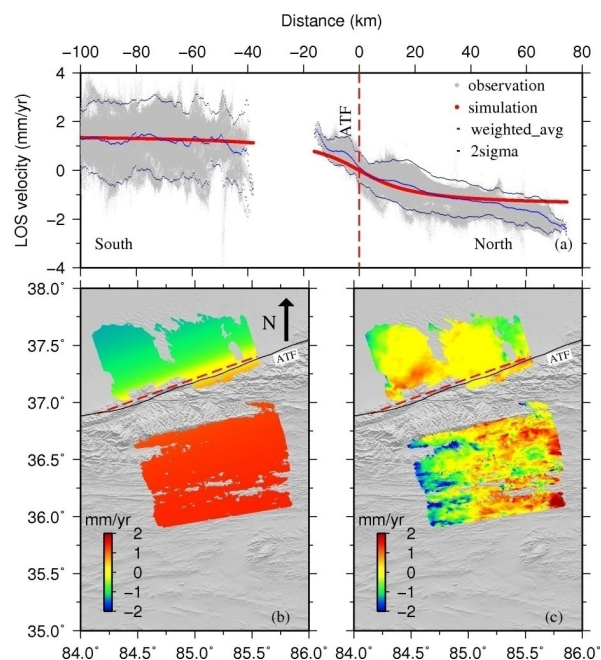 Distance (km)
−100 −80 −60 −40 −20 0 20 40 60 80
LOS velocity (mm/yr)
4
2
0
−2
−4
ATF
observation
simulation
weighted_avg
2sigma
South
North
(a)
38.0°
37.5°
37.0°
36.5°
36.0°
35.5°
35.0°
N
ATF
mm/yr
2
1
0
−1
−2
(b)
84.0° 84.5° 85.0° 85.5° 86.0°
ATF
mm/yr
2
1
0
−1
−2
(c)
84.0° 84.5° 85.0° 85.5° 86.0°